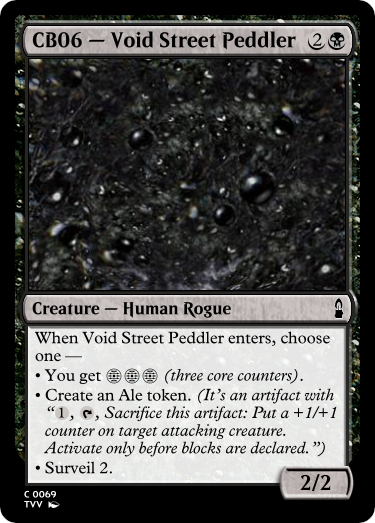 CB06 — Void Street Peddler 2
Creature — Human Rogue
When Void Street Peddler enters, choose
one —
• You get (three core counters).
• Create an Ale token. (It's an artifact with
"1, , Sacrifice this artifact: Put a +1/+1
counter on target attacking creature.
Activate only before blocks are declared.")
• Surveil 2.
2/2
C 0069
TVV